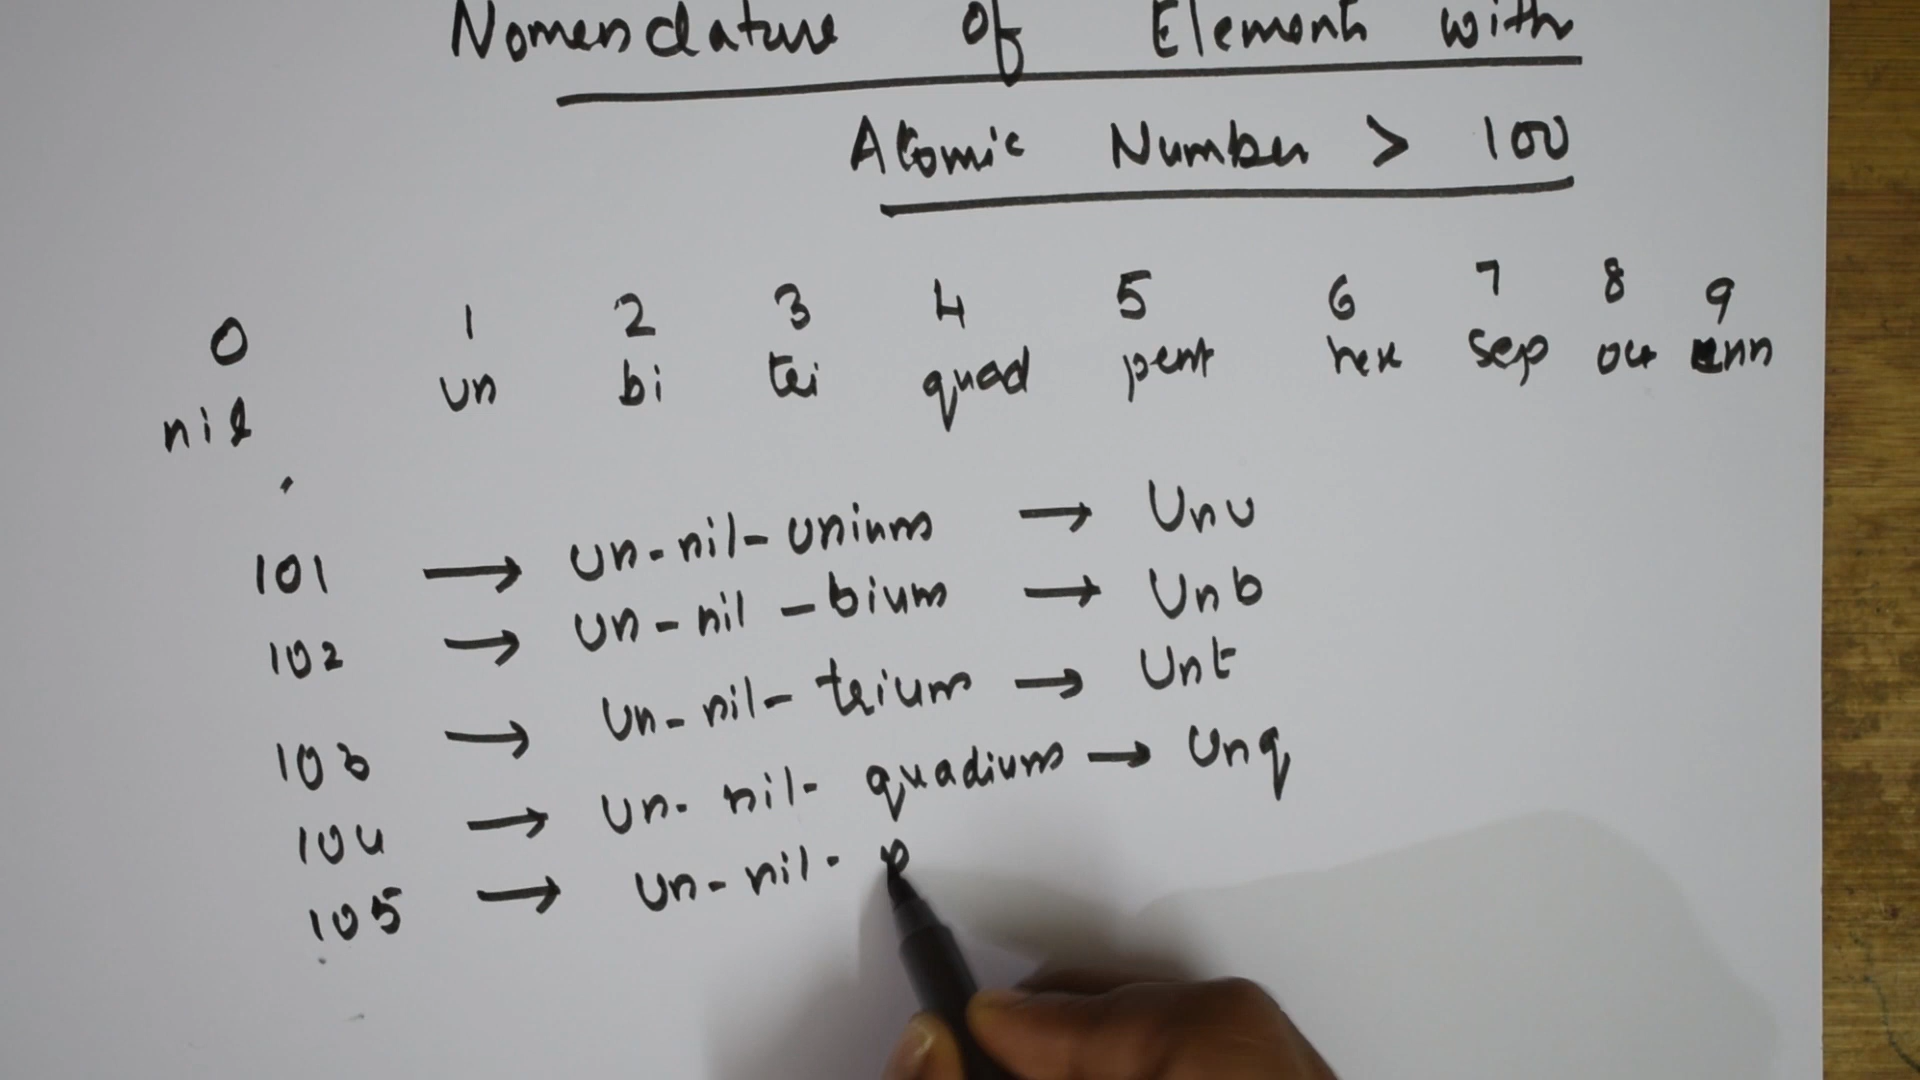 Nomenclature of Element with
Atomic Number > 100
0 1 2 3 4 5 6 7 8 9
nil un bi tri quad pent hex sep oct enn
101 → un-nil-unium → Unu
102 → un-nil-bium → Unb
103 → un-nil-trium → Unt
104 → un-nil-quadium → Unq
105 → un-nil-p